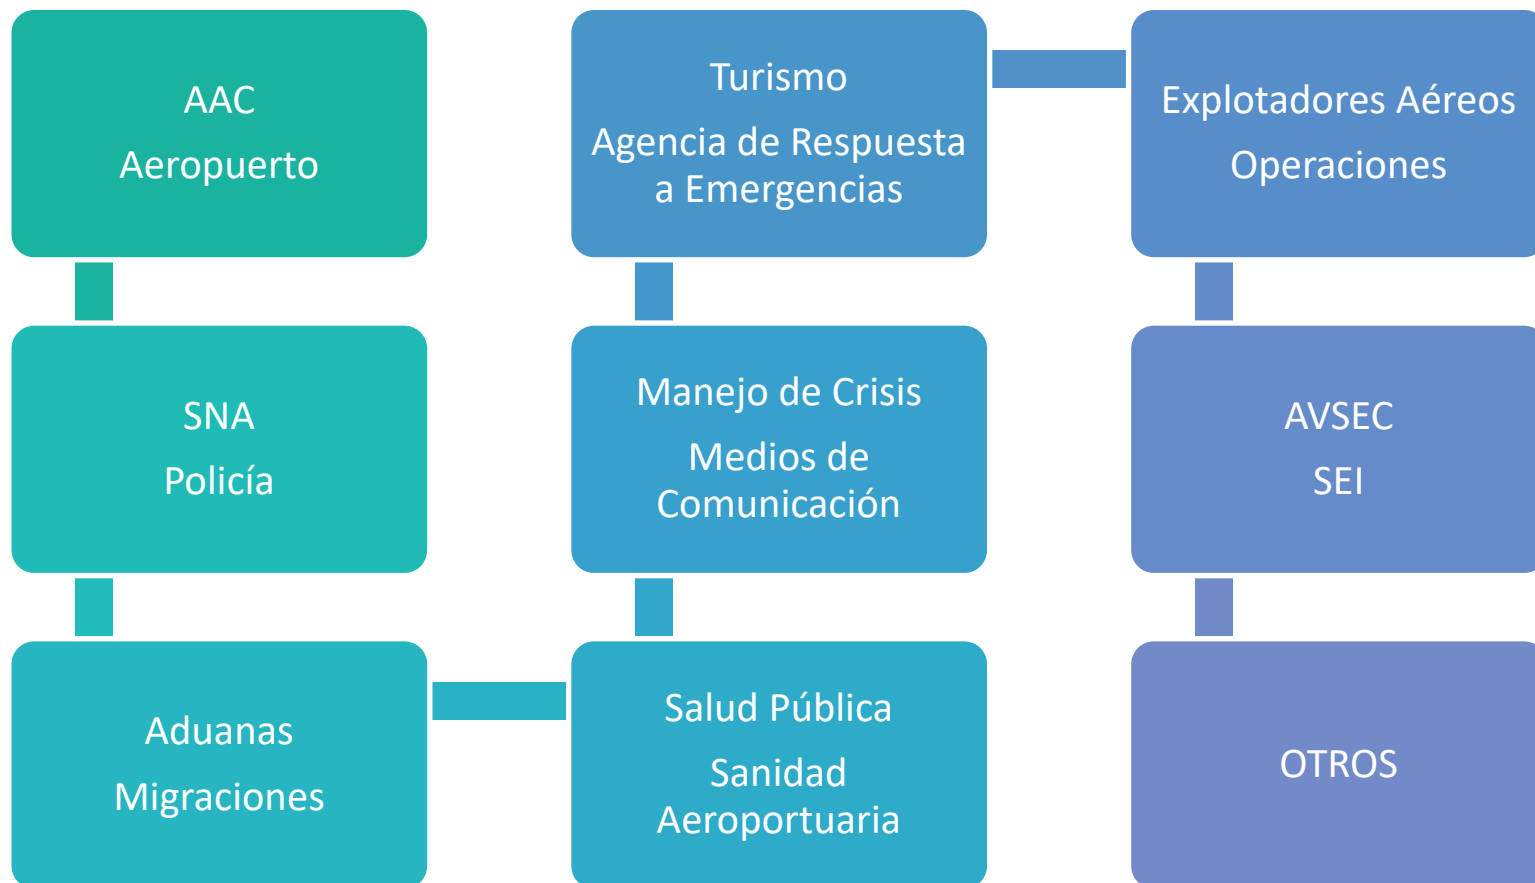 AAC
Aeropuerto
SNA
Policía
Aduanas
Migraciones
Salud Pública
Sanidad
Aeroportuaria
Manejo de Crisis
Medios de
Comunicación
Turismo
Agencia de Respuesta
a Emergencias
Explotadores Aéreos
Operaciones
AVSEC
SEI
OTROS